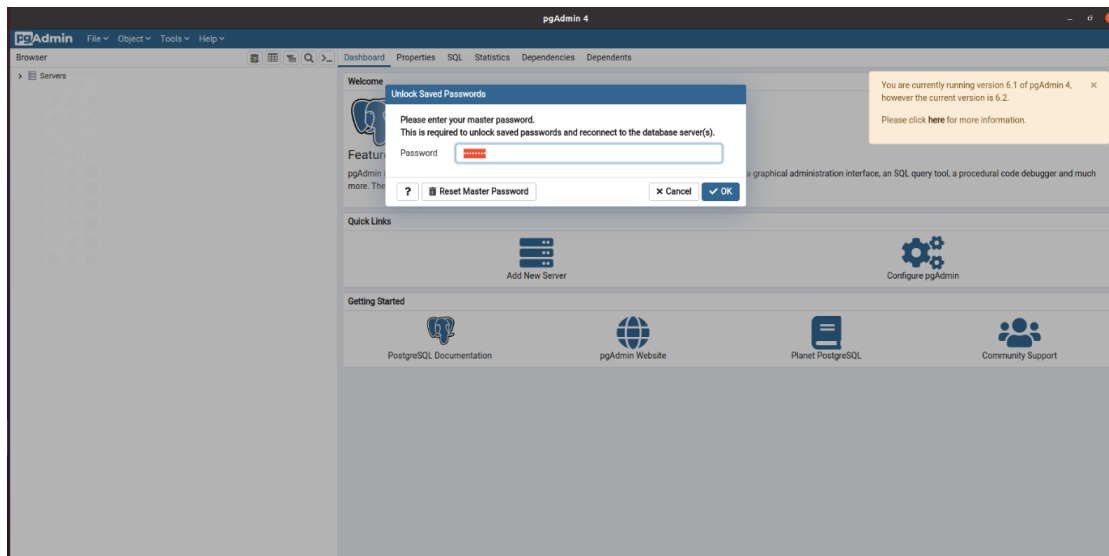 pgAdmin 4
pgAdmin File Object Tools Help
Browser
Dashboard Properties SQL Statistics Dependencies Dependents
Servers
Welcome
Unlock Saved Passwords
Please enter your master password.
This is required to unlock saved passwords and reconnect to the database server(s).
Password
? Reset Master Password Cancel OK
You are currently running version 6.1 of pgAdmin 4,
however the current version is 6.2.
Please click here for more information.
Featur
pgAdmin a graphical administration interface, an SQL query tool, a procedural code debugger and much
more. The
Quick Links
Add New Server Configure pgAdmin
Getting Started
PostgreSQL Documentation pgAdmin Website Planet PostgreSQL Community Support